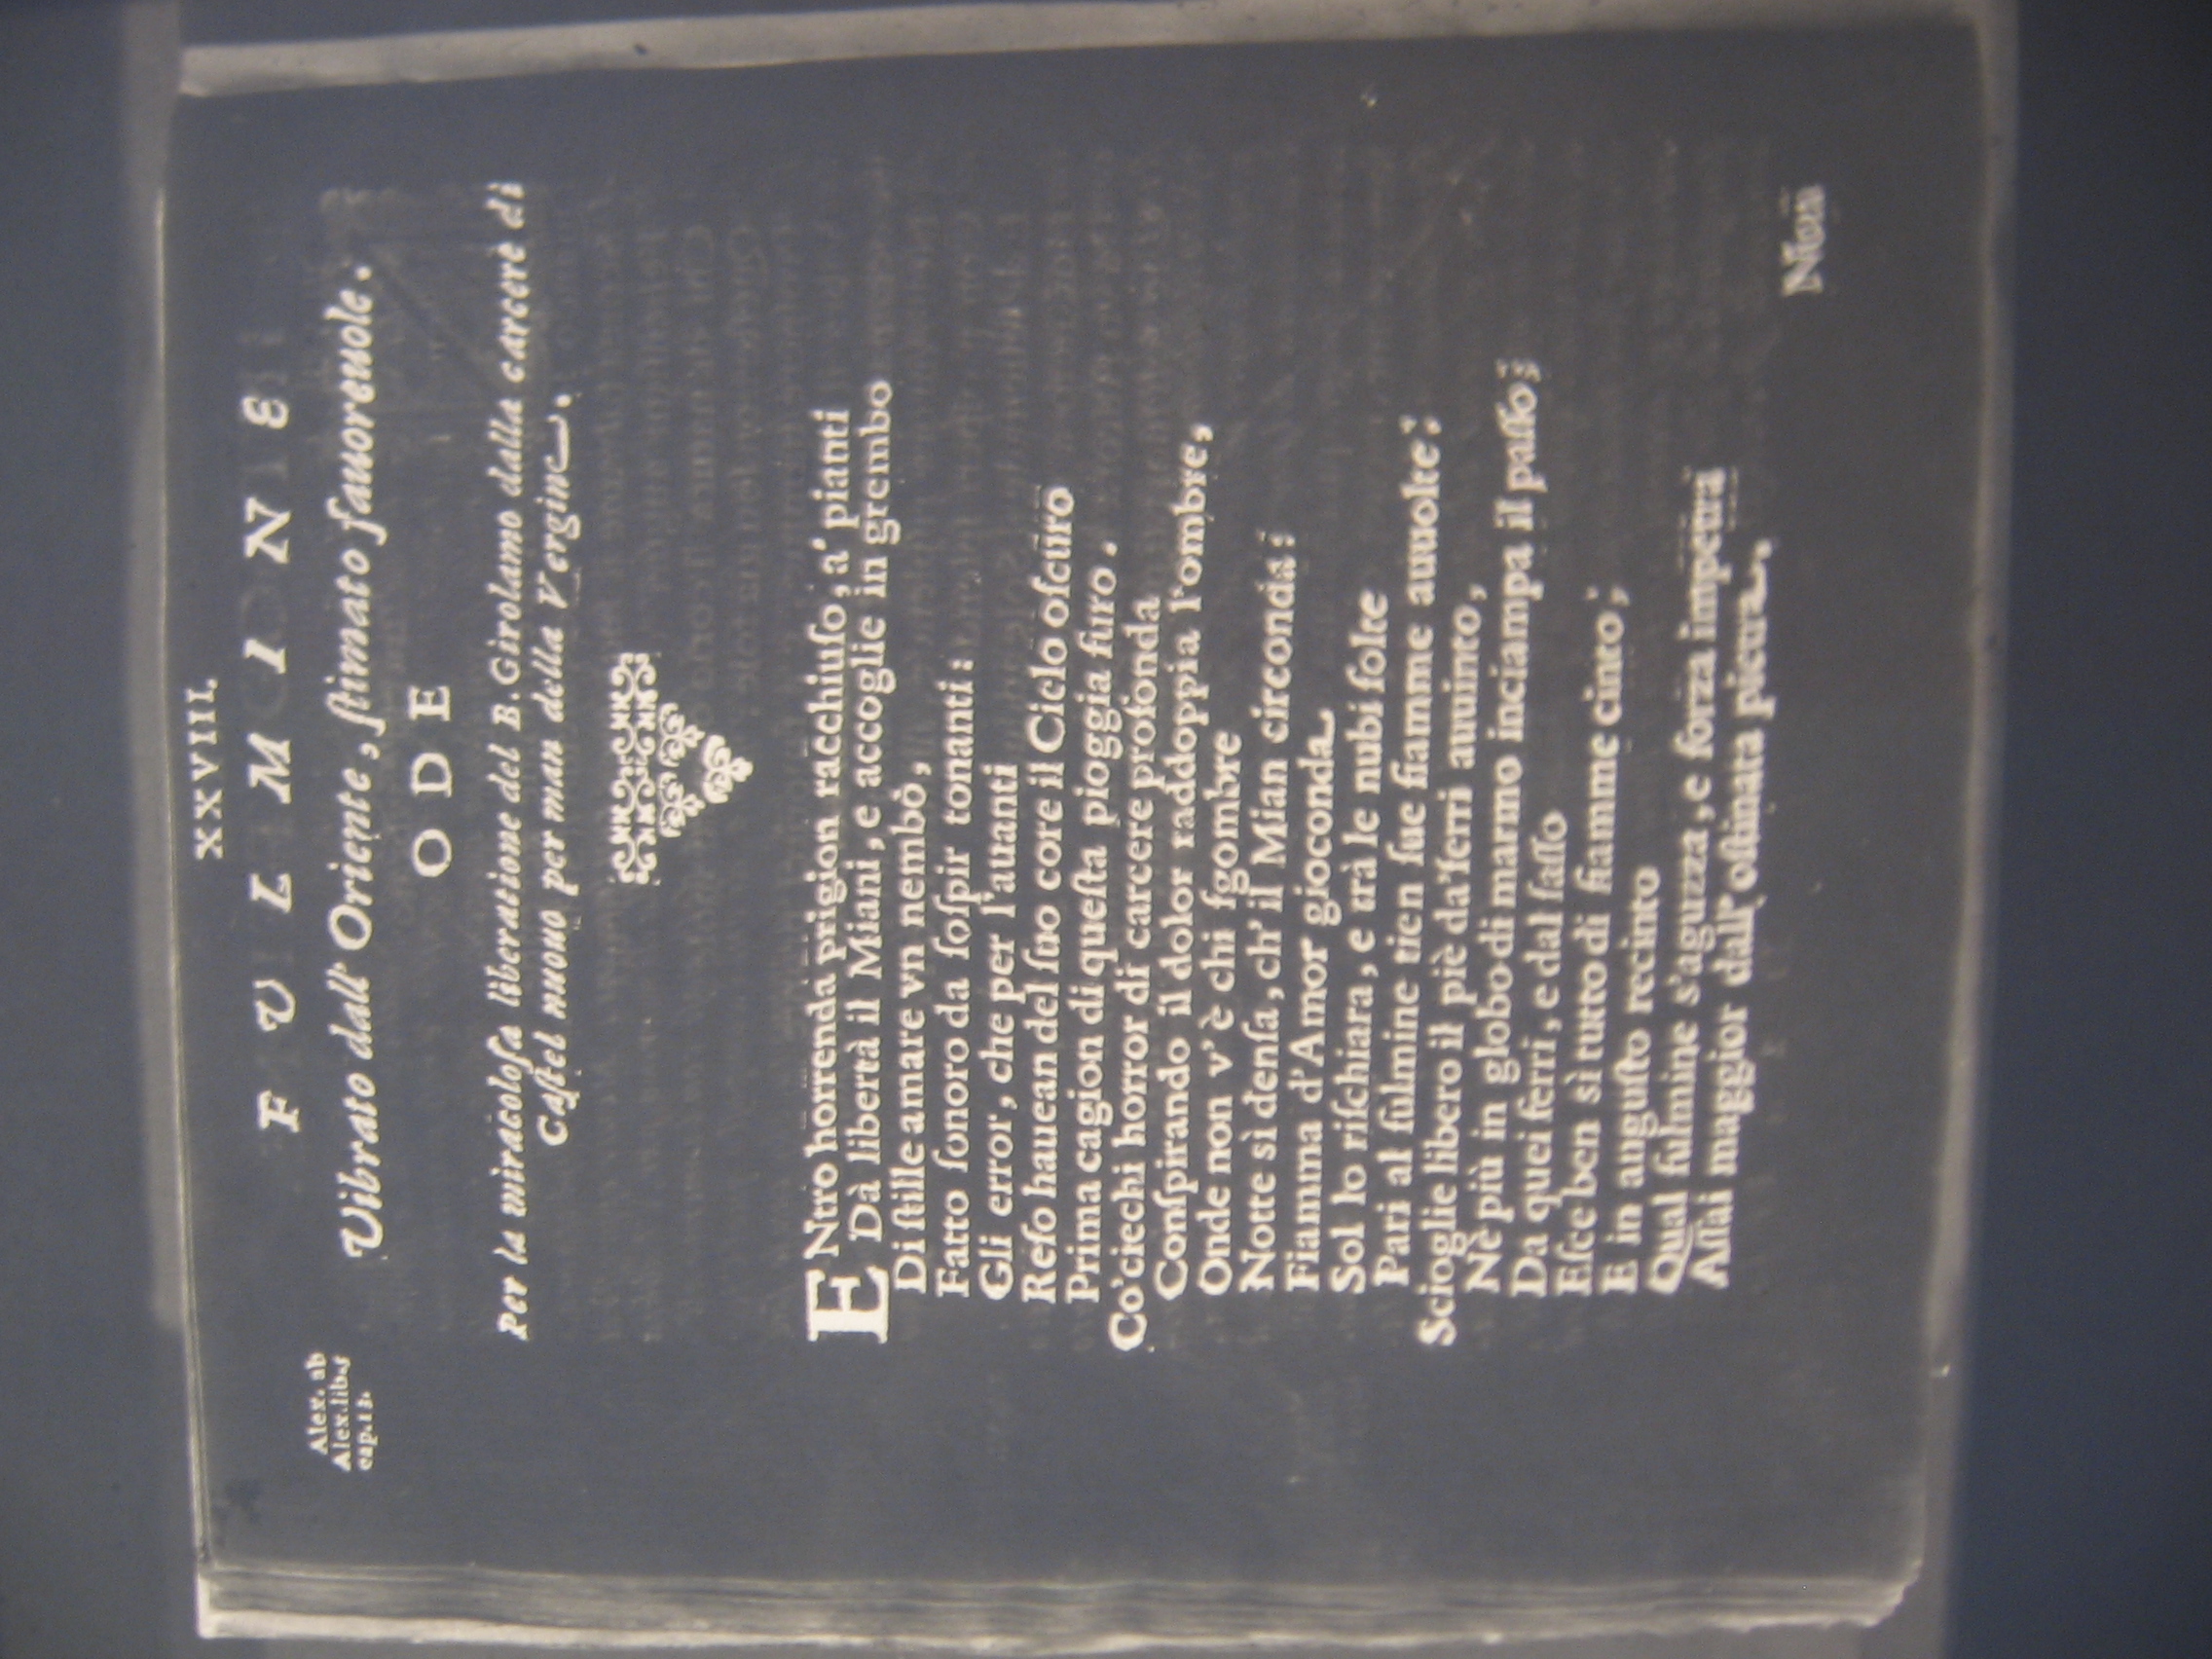 XXVIII.
FULMINE
Alex. ab
Alex. lib.5
cap.13.
Vibrato dall' Oriente, ſtimato fauoreuole.
ODE
Per la miracoloſa liberatione del B. Girolamo dalla carcere di
Caſtel nuouo per man della Vergine.
ENtro horrenda prigion racchiuſo, a' pianti
Dà libertà il Miani, e accoglie in grembo
Di ſtille amare vn nembo,
Fatto ſonoro da ſoſpir tonanti:
Gli error, che per l'auanti
Reſo hauean del ſuo core il Cielo oſcuro
Prima cagion di queſta pioggia furo.
Co' ciechi horror di carcere profonda
Conſpirando il dolor raddoppia l'ombre,
Onde non v'è chi ſgombre
Notte sì denſa, ch' il Mian circonda:
Fiamma d'Amor gioconda
Sol lo riſchiara, e trà le nubi folte
Pari al fulmine tien ſue fiamme auuolte;
Scioglie libero il piè da' ferri auuinto,
Nè più in globo di marmo inciampa il paſſo;
Da quei ferri, e dal ſaſſo
Eſce ben sì tutto di fiamme cinto;
E in anguſto recinto
Qual fulmine s'aguzza, e forza impetra
Aſſai maggior dall' oſtinata pietra.
Noua